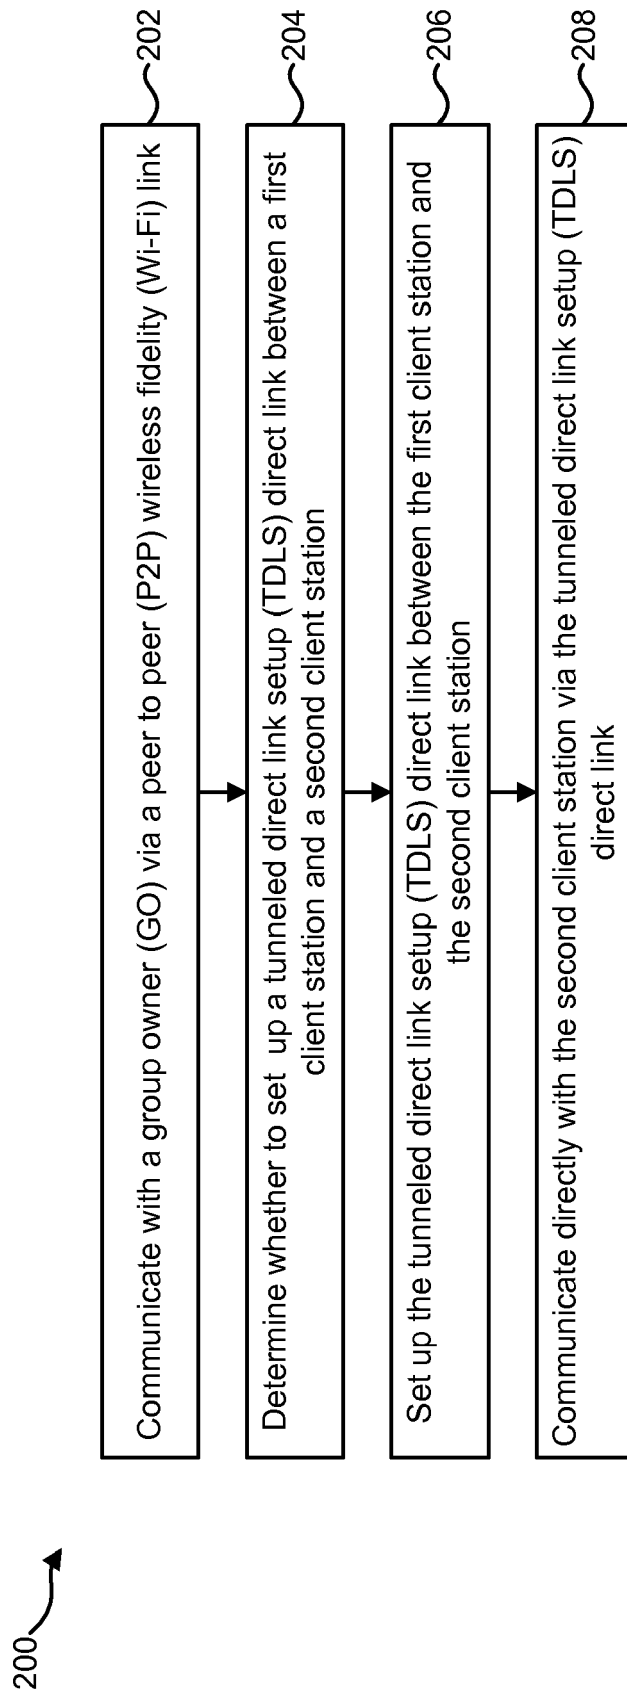 200
Communicate with a group owner (GO) via a peer to peer (P2P) wireless fidelity (Wi-Fi) link
202
Determine whether to set up a tunneled direct link setup (TDLS) direct link between a first
client station and a second client station
204
Set up the tunneled direct link setup (TDLS) direct link between the first client station and
the second client station
206
Communicate directly with the second client station via the tunneled direct link setup (TDLS)
direct link
208